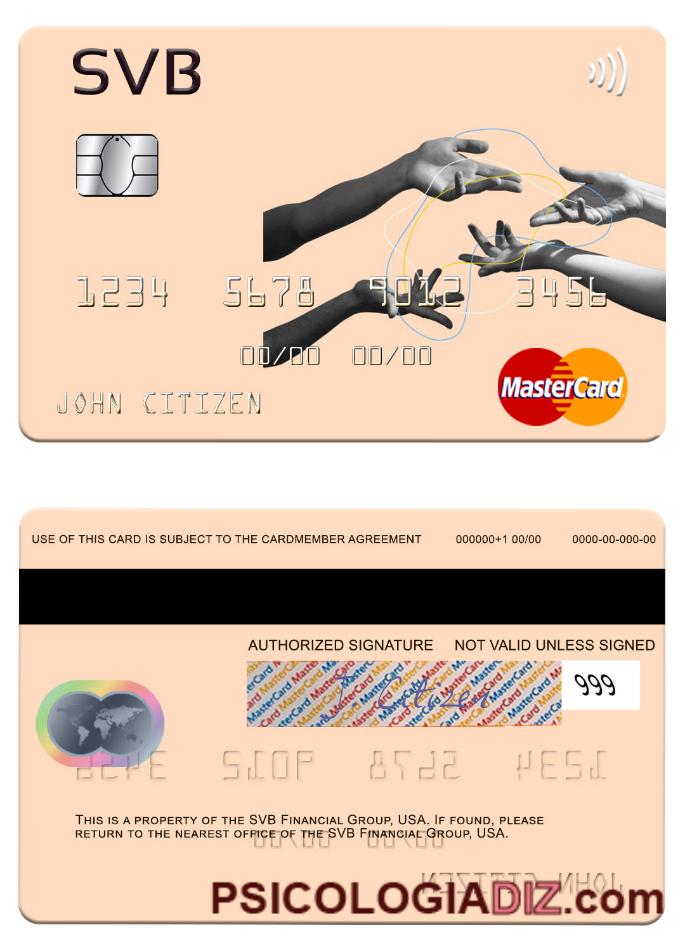 SVB
1234 5678 9012 3456
00/00 00/00
JOHN CITIZEN
MasterCard
USE OF THIS CARD IS SUBJECT TO THE CARDMEMBER AGREEMENT 000000+1 00/00 0000-00-000-00
AUTHORIZED SIGNATURE NOT VALID UNLESS SIGNED
J. Citizen 999
THIS IS A PROPERTY OF THE SVB FINANCIAL GROUP, USA. IF FOUND, PLEASE
RETURN TO THE NEAREST OFFICE OF THE SVB FINANCIAL GROUP, USA.
PSICOLOGIADIZ.com